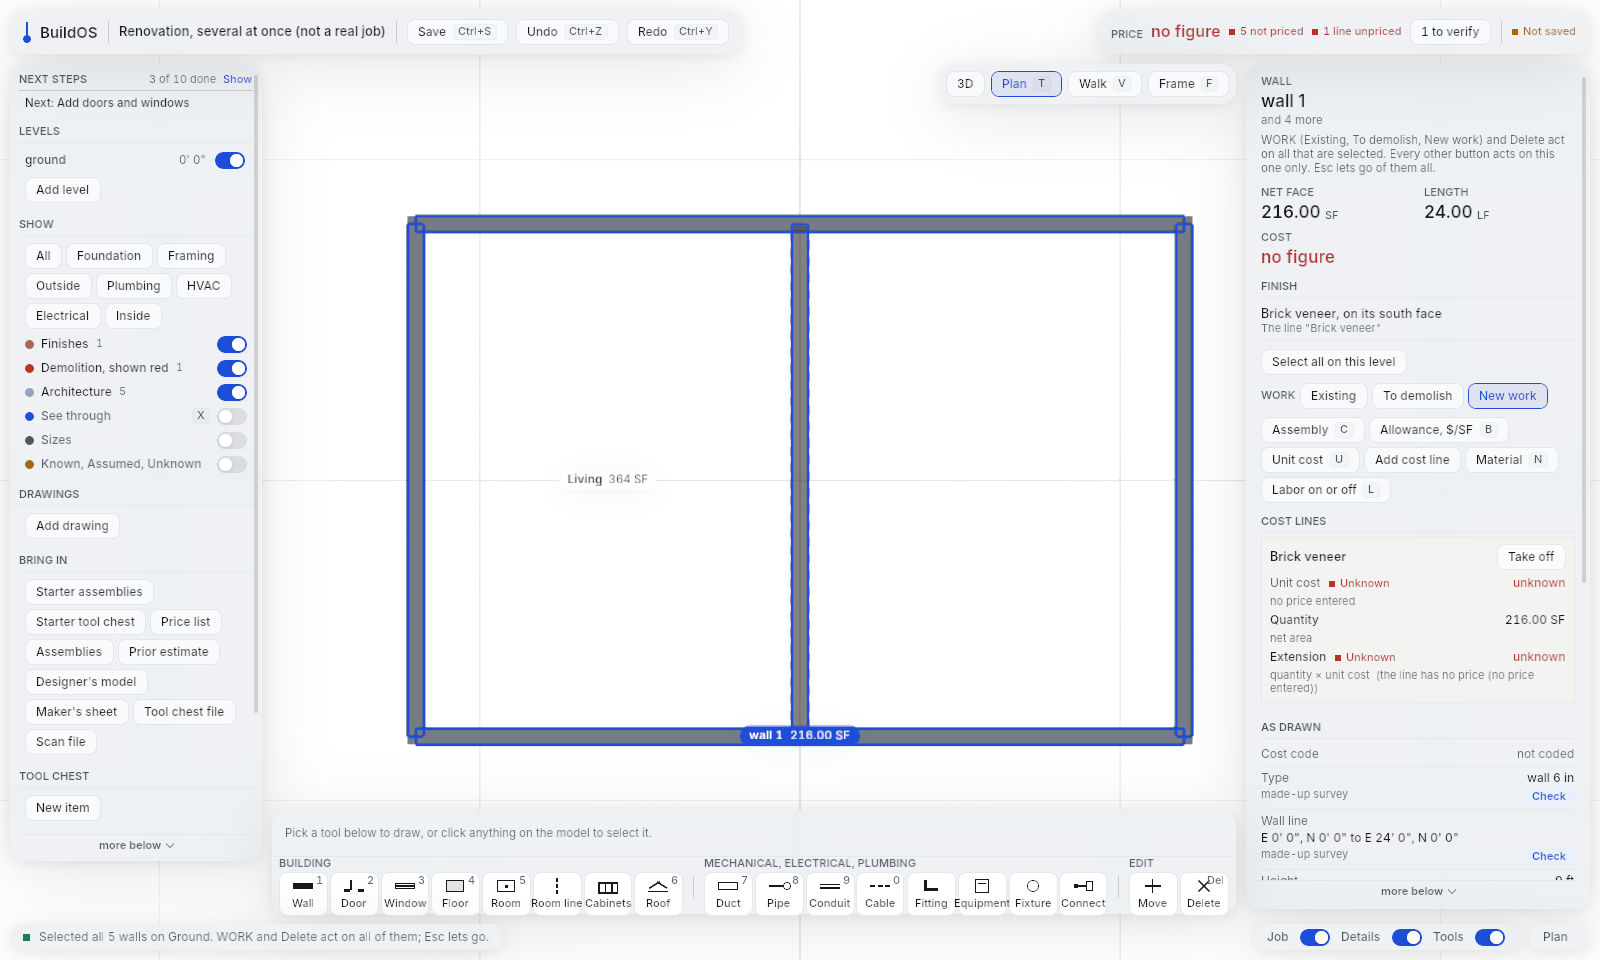 BuildOS
Renovation, several at once (not a real job)
Save Ctrl+S
Undo Ctrl+Z
Redo Ctrl+Y
PRICE no figure
5 not priced
1 line unpriced
1 to verify
Not saved
3D
Plan T
Walk V
Frame F
NEXT STEPS 3 of 10 done Show
Next: Add doors and windows
LEVELS
ground 0' 0"
Add level
SHOW
All Foundation Framing
Outside Plumbing HVAC
Electrical Inside
Finishes 1
Demolition, shown red 1
Architecture 5
See through X
Sizes
Known, Assumed, Unknown
DRAWINGS
Add drawing
BRING IN
Starter assemblies
Starter tool chest Price list
Assemblies Prior estimate
Designer's model
Maker's sheet Tool chest file
Scan file
TOOL CHEST
New item
more below
Living 364 SF
wall 1 216.00 SF
WALL
wall 1
and 4 more
WORK (Existing, To demolish, New work) and Delete act
on all that are selected. Every other button acts on this
one only. Esc lets go of them all.
NET FACE LENGTH
216.00 SF 24.00 LF
COST
no figure
FINISH
Brick veneer, on its south face
The line "Brick veneer"
Select all on this level
WORK Existing To demolish New work
Assembly C Allowance, $/SF B
Unit cost U Add cost line Material N
Labor on or off L
COST LINES
Brick veneer Take off
Unit cost Unknown unknown
no price entered
Quantity 216.00 SF
net area
Extension Unknown unknown
quantity × unit cost (the line has no price (no price
entered))
AS DRAWN
Cost code not coded
Type wall 6 in
made-up survey Check
Wall line
E 0' 0", N 0' 0" to E 24' 0", N 0' 0"
made-up survey Check
Height 9 ft
more below
Pick a tool below to draw, or click anything on the model to select it.
BUILDING
Wall 1
Door 2
Window 3
Floor 4
Room 5
Room line
Cabinets
Roof 6
MECHANICAL, ELECTRICAL, PLUMBING
Duct 7
Pipe 8
Conduit 9
Cable 0
Fitting
Equipment
Fixture
Connect
EDIT
Move
Delete Del
Selected all 5 walls on Ground. WORK and Delete act on all of them; Esc lets go.
Job Details Tools Plan